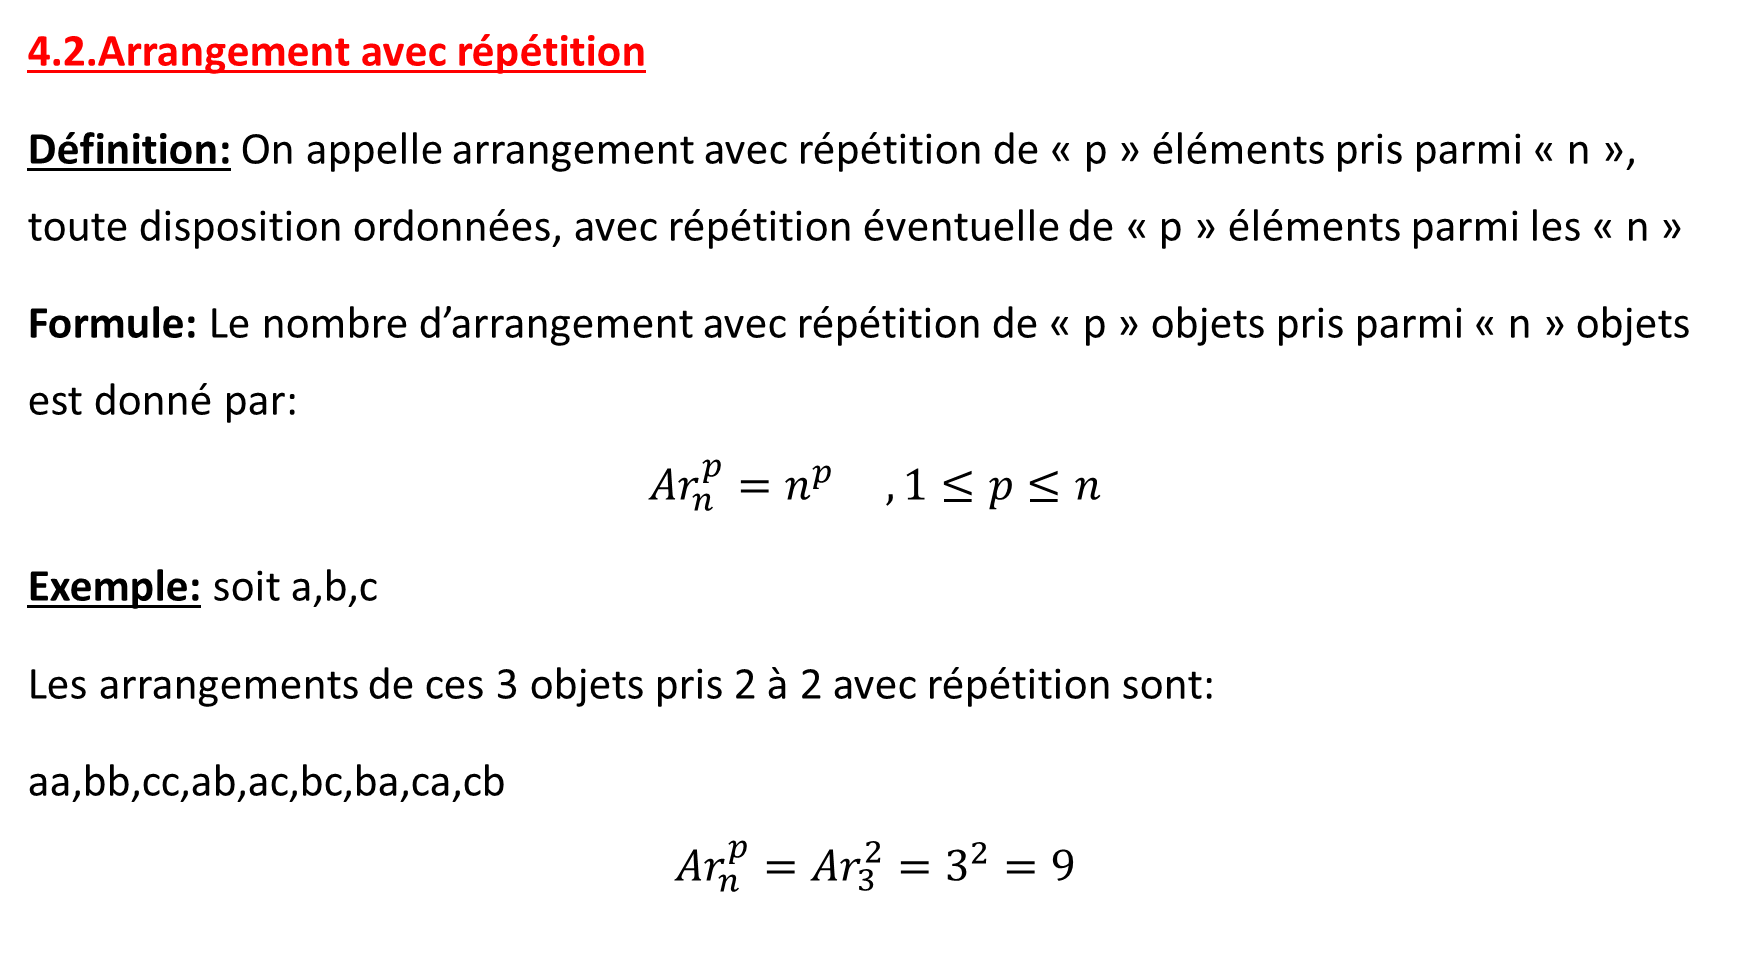 4.2.Arrangement avec répétition
Définition: On appelle arrangement avec répétition de « p » éléments pris parmi « n »,
toute disposition ordonnées, avec répétition éventuelle de « p » éléments parmi les « n »
Formule: Le nombre d’arrangement avec répétition de « p » objets pris parmi « n » objets
est donné par:
$Ar_n^p = n^p \quad , 1 \leq p \leq n$
Exemple: soit a,b,c
Les arrangements de ces 3 objets pris 2 à 2 avec répétition sont:
aa,bb,cc,ab,ac,bc,ba,ca,cb
$Ar_n^p = Ar_3^2 = 3^2 = 9$